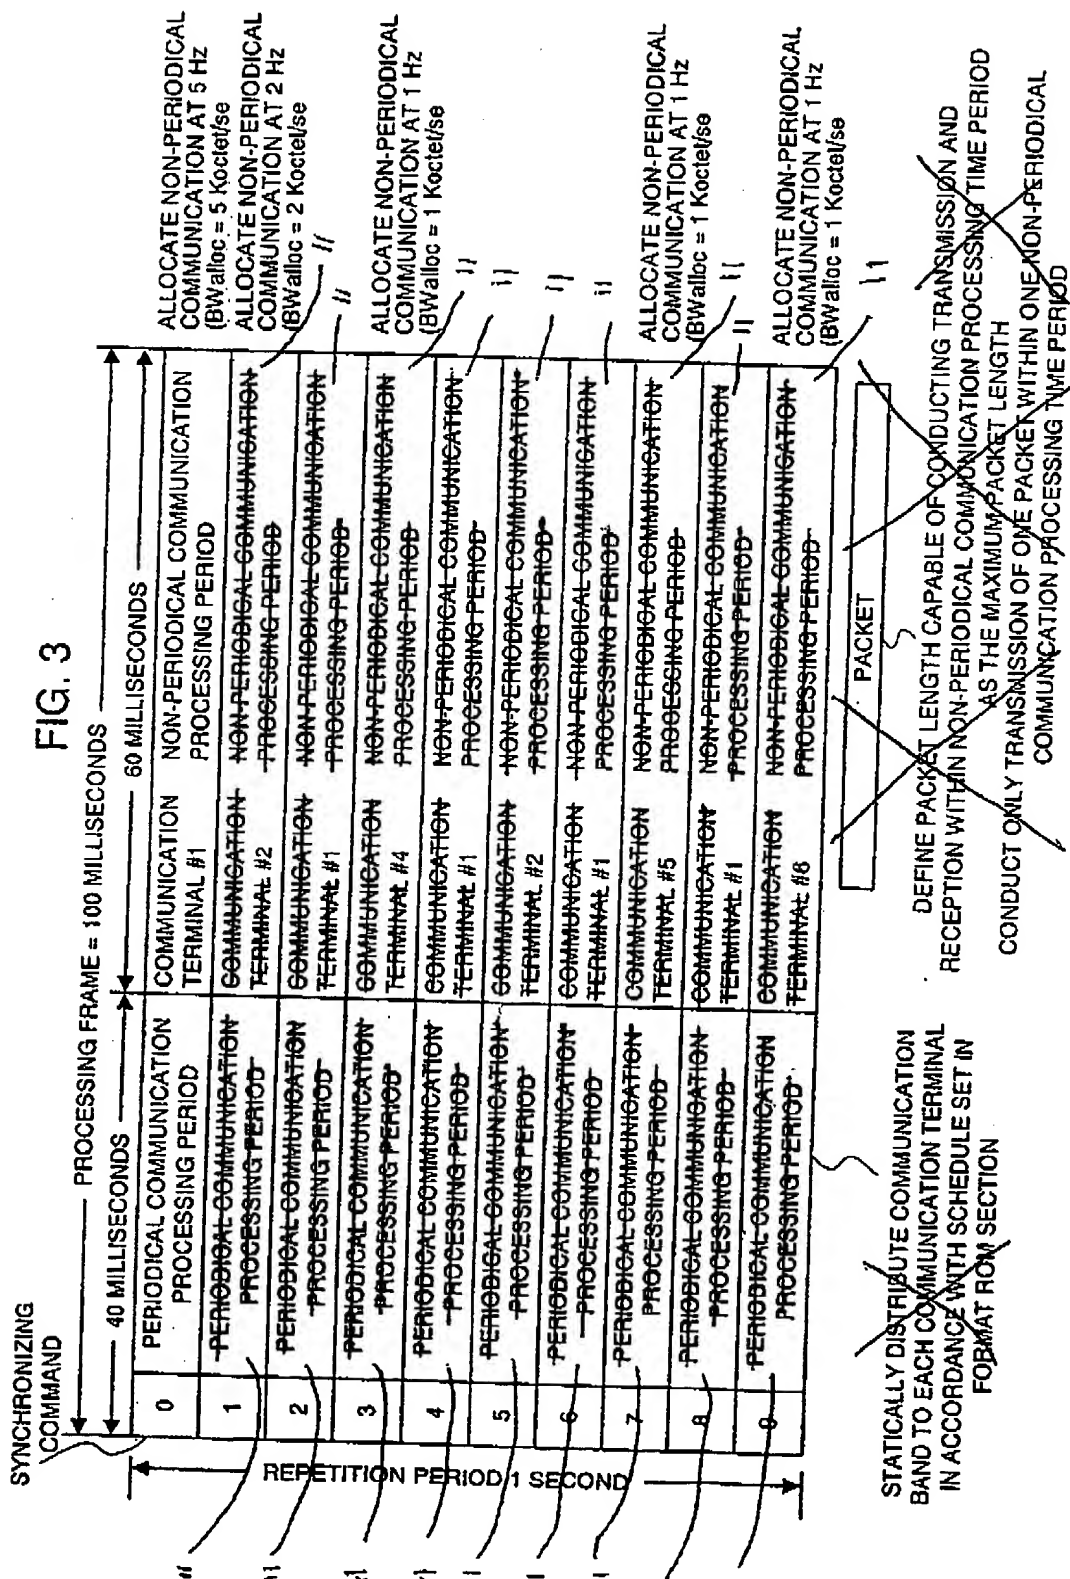 FIG. 3
SYNCHRONIZING
COMMAND
PROCESSING FRAME = 100 MILLISECONDS
40 MILLISECONDS
60 MILLISECONDS
0
PERIODICAL COMMUNICATION
PROCESSING PERIOD
COMMUNICATION
TERMINAL #1
NON-PERIODICAL COMMUNICATION
PROCESSING PERIOD
ALLOCATE NON-PERIODICAL
COMMUNICATION AT 5 Hz
(BWalloc = 5 Koctet/se
1
PERIODICAL COMMUNICATION
PROCESSING PERIOD
COMMUNICATION
TERMINAL #2
NON-PERIODICAL COMMUNICATION
PROCESSING PERIOD
ALLOCATE NON-PERIODICAL
COMMUNICATION AT 2 Hz
(BWalloc = 2 Koctet/se
2
PERIODICAL COMMUNICATION
PROCESSING PERIOD
COMMUNICATION
TERMINAL #1
NON-PERIODICAL COMMUNICATION
PROCESSING PERIOD
3
PERIODICAL COMMUNICATION
PROCESSING PERIOD
COMMUNICATION
TERMINAL #4
NON-PERIODICAL COMMUNICATION
PROCESSING PERIOD
ALLOCATE NON-PERIODICAL
COMMUNICATION AT 1 Hz
(BWalloc = 1 Koctet/se
4
PERIODICAL COMMUNICATION
PROCESSING PERIOD
COMMUNICATION
TERMINAL #1
NON-PERIODICAL COMMUNICATION
PROCESSING PERIOD
5
PERIODICAL COMMUNICATION
PROCESSING PERIOD
COMMUNICATION
TERMINAL #2
NON-PERIODICAL COMMUNICATION
PROCESSING PERIOD
6
PERIODICAL COMMUNICATION
PROCESSING PERIOD
COMMUNICATION
TERMINAL #1
NON-PERIODICAL COMMUNICATION
PROCESSING PERIOD
7
PERIODICAL COMMUNICATION
PROCESSING PERIOD
COMMUNICATION
TERMINAL #5
NON-PERIODICAL COMMUNICATION
PROCESSING PERIOD
ALLOCATE NON-PERIODICAL
COMMUNICATION AT 1 Hz
(BWalloc = 1 Koctet/se
8
PERIODICAL COMMUNICATION
PROCESSING PERIOD
COMMUNICATION
TERMINAL #1
NON-PERIODICAL COMMUNICATION
PROCESSING PERIOD
9
PERIODICAL COMMUNICATION
PROCESSING PERIOD
COMMUNICATION
TERMINAL #6
NON-PERIODICAL COMMUNICATION
PROCESSING PERIOD
ALLOCATE NON-PERIODICAL
COMMUNICATION AT 1 Hz
(BWalloc = 1 Koctet/se
REPETITION PERIOD 1 SECOND
PACKET
STATICALLY DISTRIBUTE COMMUNICATION
BAND TO EACH COMMUNICATION TERMINAL
IN ACCORDANCE WITH SCHEDULE SET IN
FORMAT ROM SECTION
DEFINE PACKET LENGTH CAPABLE OF CONDUCTING TRANSMISSION AND
RECEPTION WITHIN NON-PERIODICAL COMMUNICATION PROCESSING TIME PERIOD
AS THE MAXIMUM PACKET LENGTH
CONDUCT ONLY TRANSMISSION OF ONE PACKET WITHIN ONE NON-PERIODICAL
COMMUNICATION PROCESSING TIME PERIOD